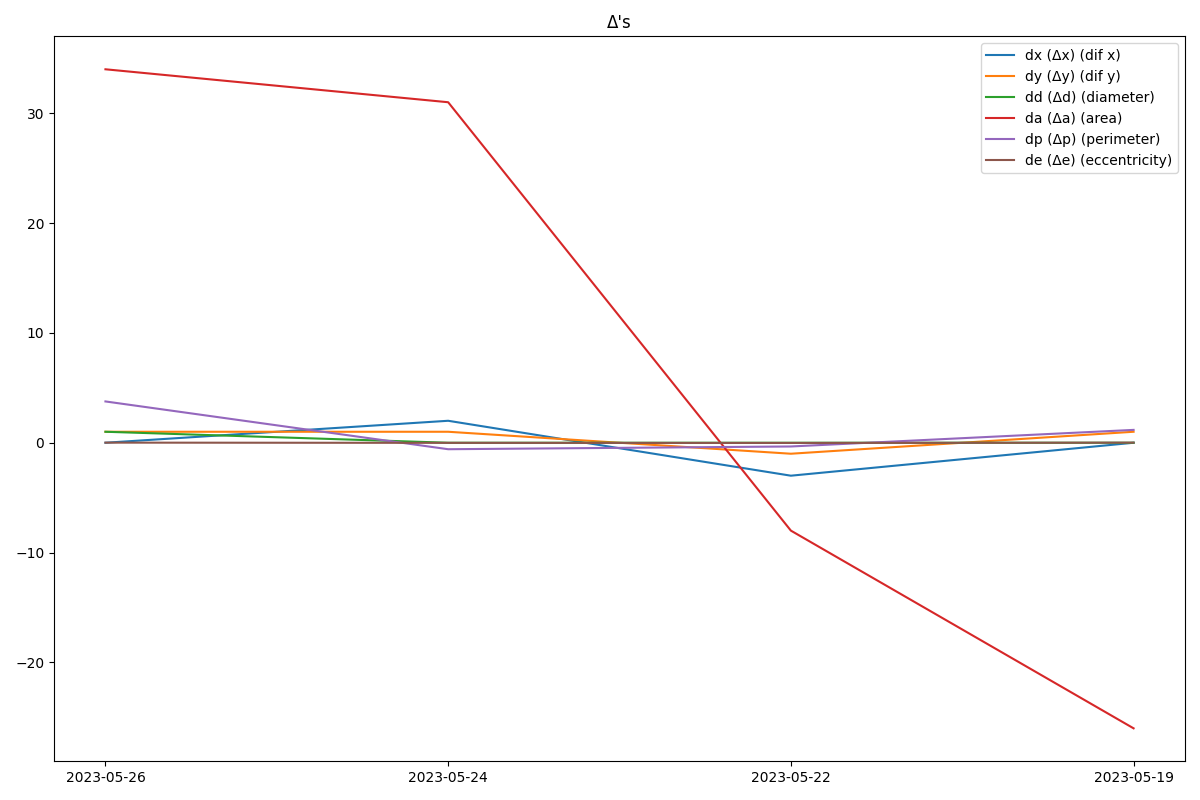 Δ's
dx (Δx) (dif x)
dy (Δy) (dif y)
dd (Δd) (diameter)
da (Δa) (area)
dp (Δp) (perimeter)
de (Δe) (eccentricity)
30
20
10
0
−10
−20
2023-05-26 2023-05-24 2023-05-22 2023-05-19